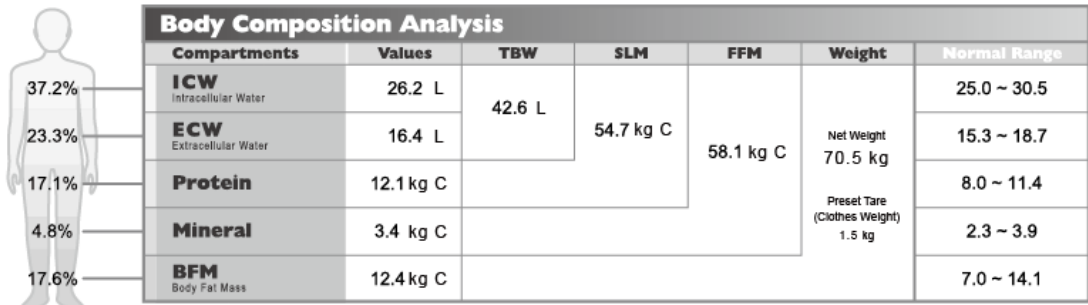 Body Composition Analysis
Compartments Values TBW SLM FFM Weight Normal Range
37.2% ICW 26.2 L 25.0 ~ 30.5
Intracellular Water
42.6 L
23.3% ECW 16.4 L 54.7 kg C 15.3 ~ 18.7
Extracellular Water
58.1 kg C
Net Weight
70.5 kg
17.1% Protein 12.1 kg C 8.0 ~ 11.4
Preset Tare
(Clothes Weight)
1.5 kg
4.8% Mineral 3.4 kg C 2.3 ~ 3.9
17.6% BFM 12.4 kg C 7.0 ~ 14.1
Body Fat Mass